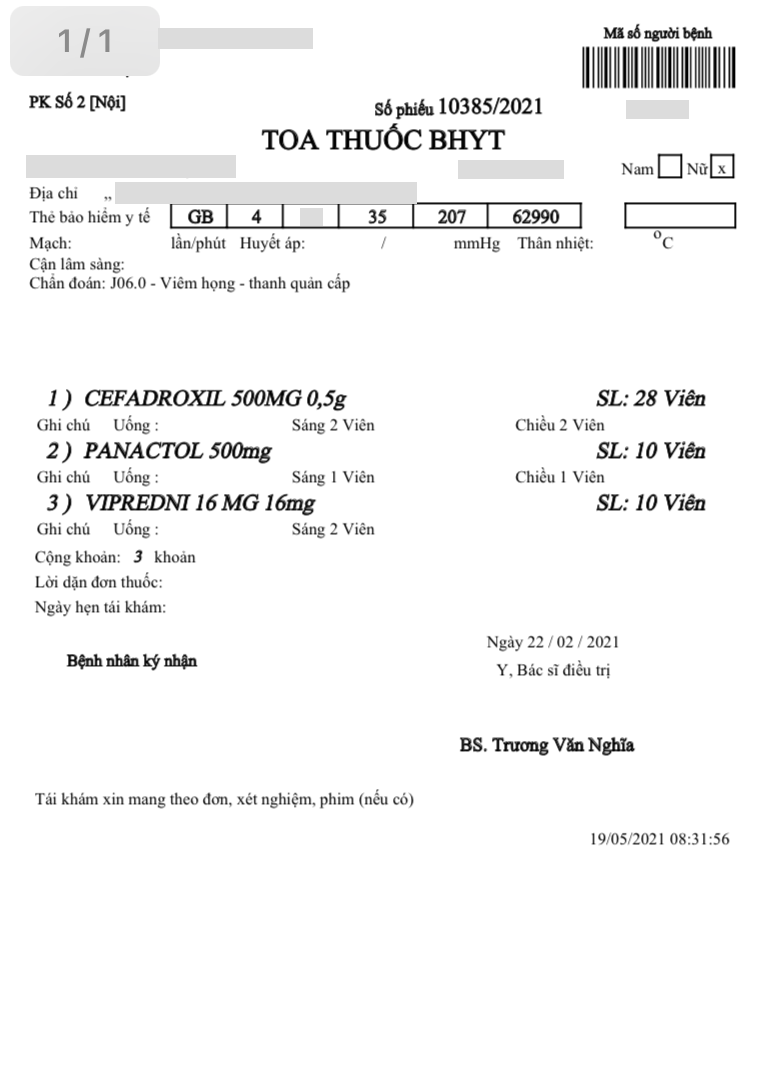 1/1
Mã số người bệnh
PK Số 2 [Nội]
Số phiếu 10385/2021
TOA THUỐC BHYT
Nam Nữ x
Địa chỉ ,,
Thẻ bảo hiểm y tế GB 4 35 207 62990
Mạch: lần/phút Huyết áp: / mmHg Thân nhiệt: °C
Cận lâm sàng:
Chẩn đoán: J06.0 - Viêm họng - thanh quản cấp
1 ) CEFADROXIL 500MG 0,5g SL: 28 Viên
Ghi chú Uống : Sáng 2 Viên Chiều 2 Viên
2 ) PANACTOL 500mg SL: 10 Viên
Ghi chú Uống : Sáng 1 Viên Chiều 1 Viên
3 ) VIPREDNI 16 MG 16mg SL: 10 Viên
Ghi chú Uống : Sáng 2 Viên
Cộng khoản: 3 khoản
Lời dặn đơn thuốc:
Ngày hẹn tái khám:
Ngày 22 / 02 / 2021
Bệnh nhân ký nhận
Y, Bác sĩ điều trị
BS. Trương Văn Nghĩa
Tái khám xin mang theo đơn, xét nghiệm, phim (nếu có)
19/05/2021 08:31:56